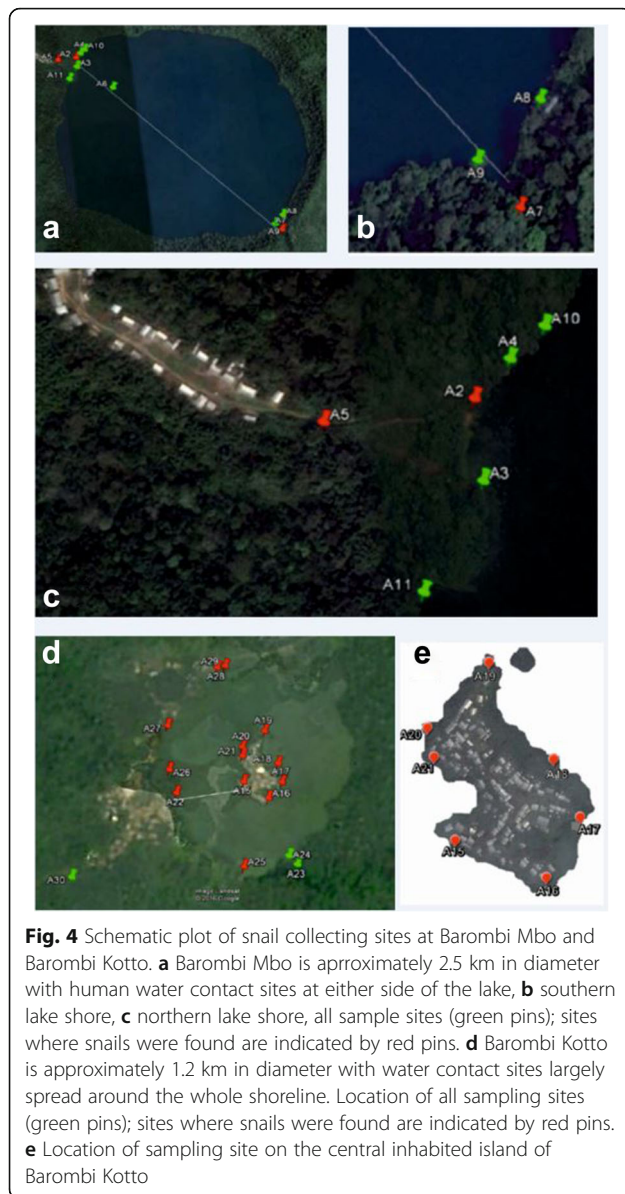 A4
A10
A5
A2
A3
A11
A6
A8
A9
a
A8
A9
A7
b
A10
A4
A2
A5
A3
A11
c
d
A29
A28
A27
A19
A20
A21
A18
A26
A17
A15
A22
A16
A24
A25
A23
A30
Image Landsat
© 2016 Google
e
A19
A20
A21
A18
A17
A15
A16
Fig. 4 Schematic plot of snail collecting sites at Barombi Mbo and
Barombi Kotto. a Barombi Mbo is aprroximately 2.5 km in diameter
with human water contact sites at either side of the lake, b southern
lake shore, c northern lake shore, all sample sites (green pins); sites
where snails were found are indicated by red pins. d Barombi Kotto
is approximately 1.2 km in diameter with water contact sites largely
spread around the whole shoreline. Location of all sampling sites
(green pins); sites where snails were found are indicated by red pins.
e Location of sampling site on the central inhabited island of
Barombi Kotto